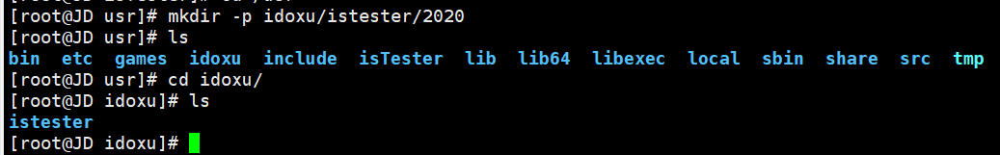 [root@JD usr]# mkdir -p idoxu/istester/2020
[root@JD usr]# ls
bin etc games idoxu include isTester lib lib64 libexec local sbin share src tmp
[root@JD usr]# cd idoxu/
[root@JD idoxu]# ls
istester
[root@JD idoxu]#